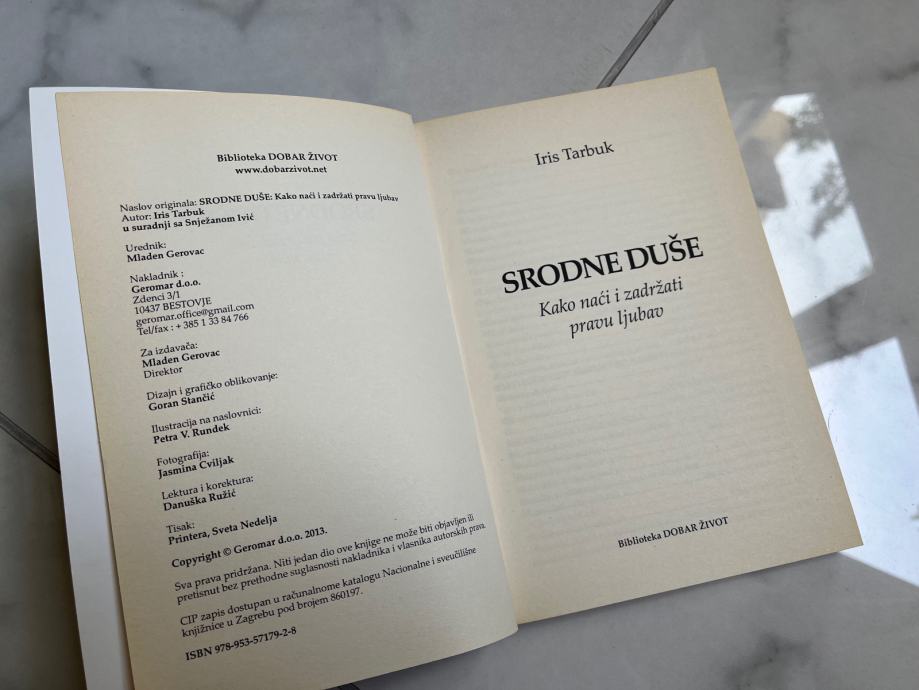 Biblioteka DOBAR ŽIVOT
www.dobarzivot.net
Naslov originala: SRODNE DUŠE: Kako naći i zadržati pravu ljubav
Autor: Iris Tarbuk
u suradnji sa Snježanom Ivić
Urednik:
Mladen Gerovac
Nakladnik :
Geromar d.o.o.
Zdenci 3/1
10437 BESTOVJE
geromar.office@gmail.com
Tel/fax : + 385 1 33 84 766
Za izdavača:
Mladen Gerovac
Direktor
Dizajn i grafičko oblikovanje:
Goran Stančić
Ilustracija na naslovnici:
Petra V. Rundek
Fotografija:
Jasmina Cviljak
Lektura i korektura:
Danuška Ružić
Tisak:
Printera, Sveta Nedelja
Copyright © Geromar d.o.o. 2013.
Sva prava pridržana. Niti jedan dio ove knjige ne može biti objavljen ili
pretisnut bez prethodne suglasnosti nakladnika i vlasnika autorskih prava.
CIP zapis dostupan u računalnome katalogu Nacionalne i sveučilišne
knjižnice u Zagrebu pod brojem 860197.
ISBN 978-953-57179-2-8
Iris Tarbuk
SRODNE DUŠE
Kako naći i zadržati
pravu ljubav
Biblioteka DOBAR ŽIVOT